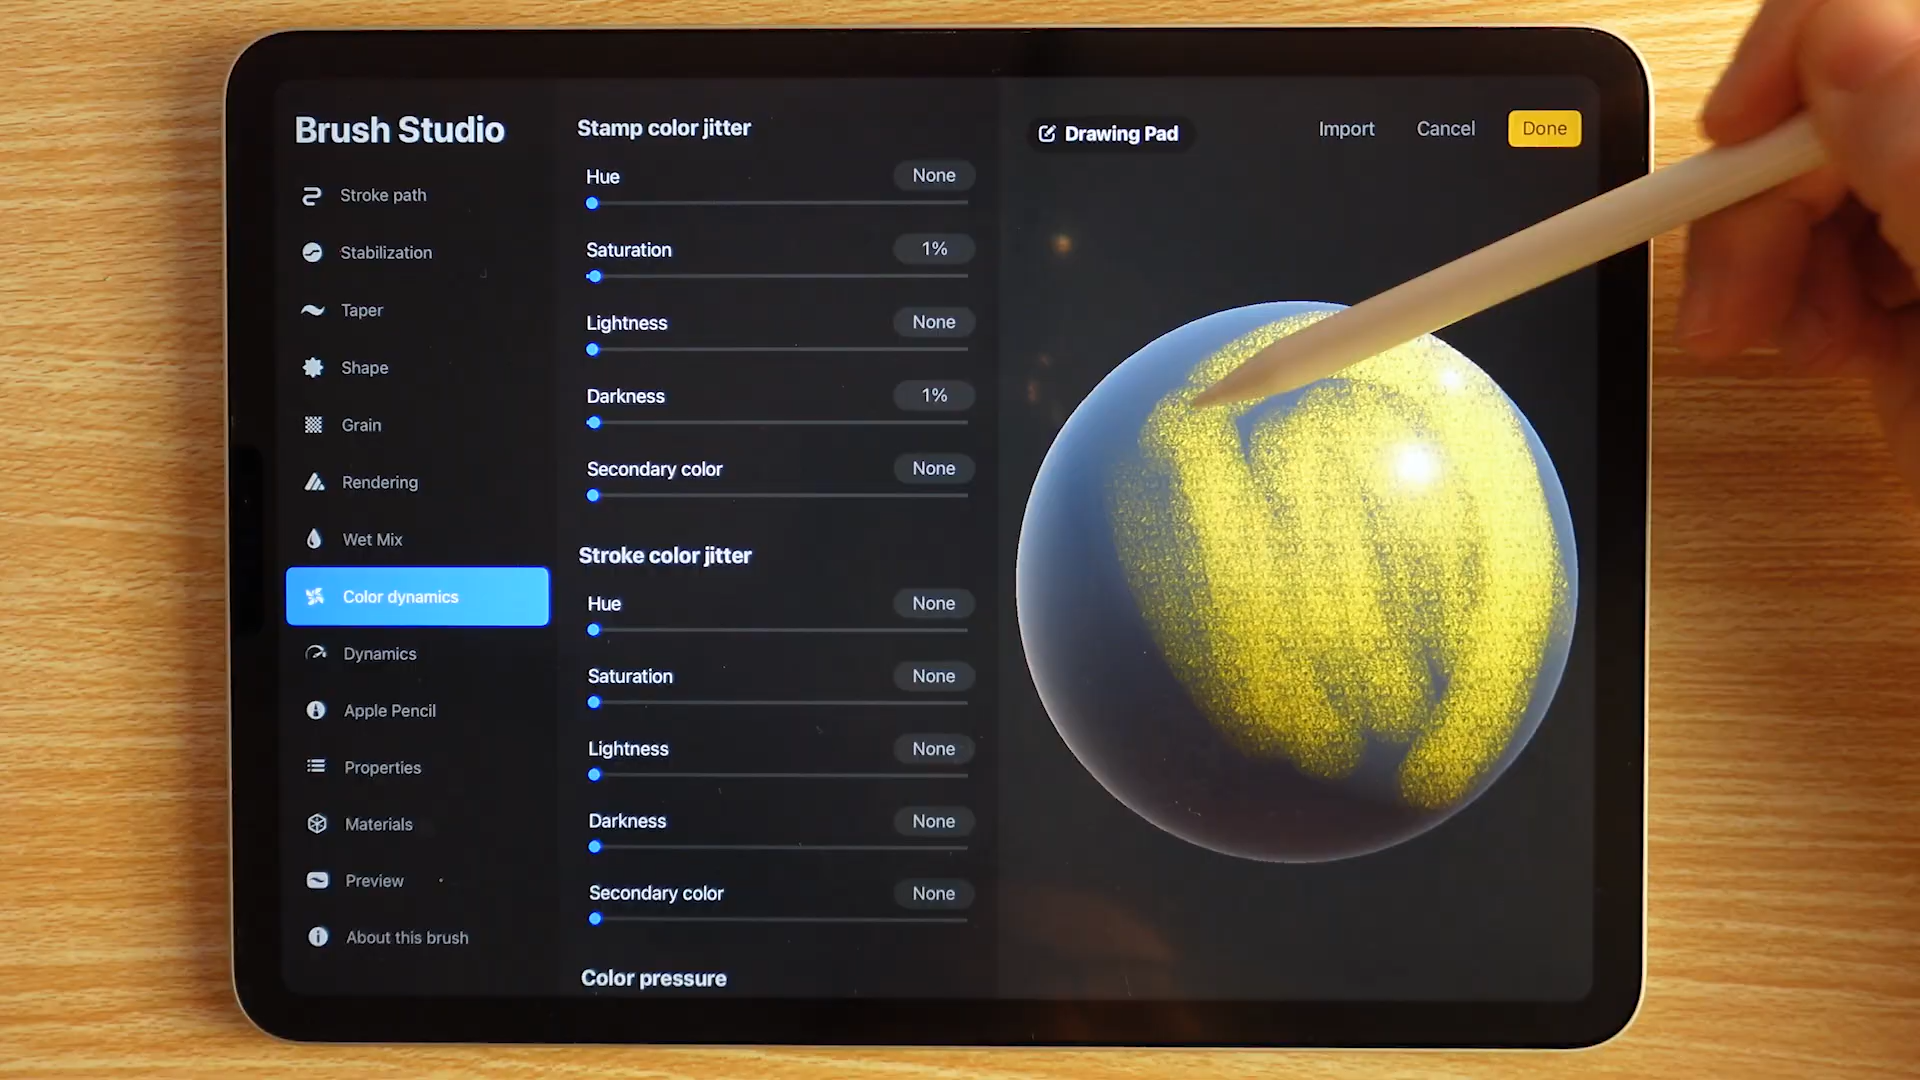 Brush Studio
Stroke path
Stabilization
Taper
Shape
Grain
Rendering
Wet Mix
Color dynamics
Dynamics
Apple Pencil
Properties
Materials
Preview
About this brush
Stamp color jitter
Hue None
Saturation 1%
Lightness None
Darkness 1%
Secondary color None
Stroke color jitter
Hue None
Saturation None
Lightness None
Darkness None
Secondary color None
Color pressure
Drawing Pad
Import Cancel Done